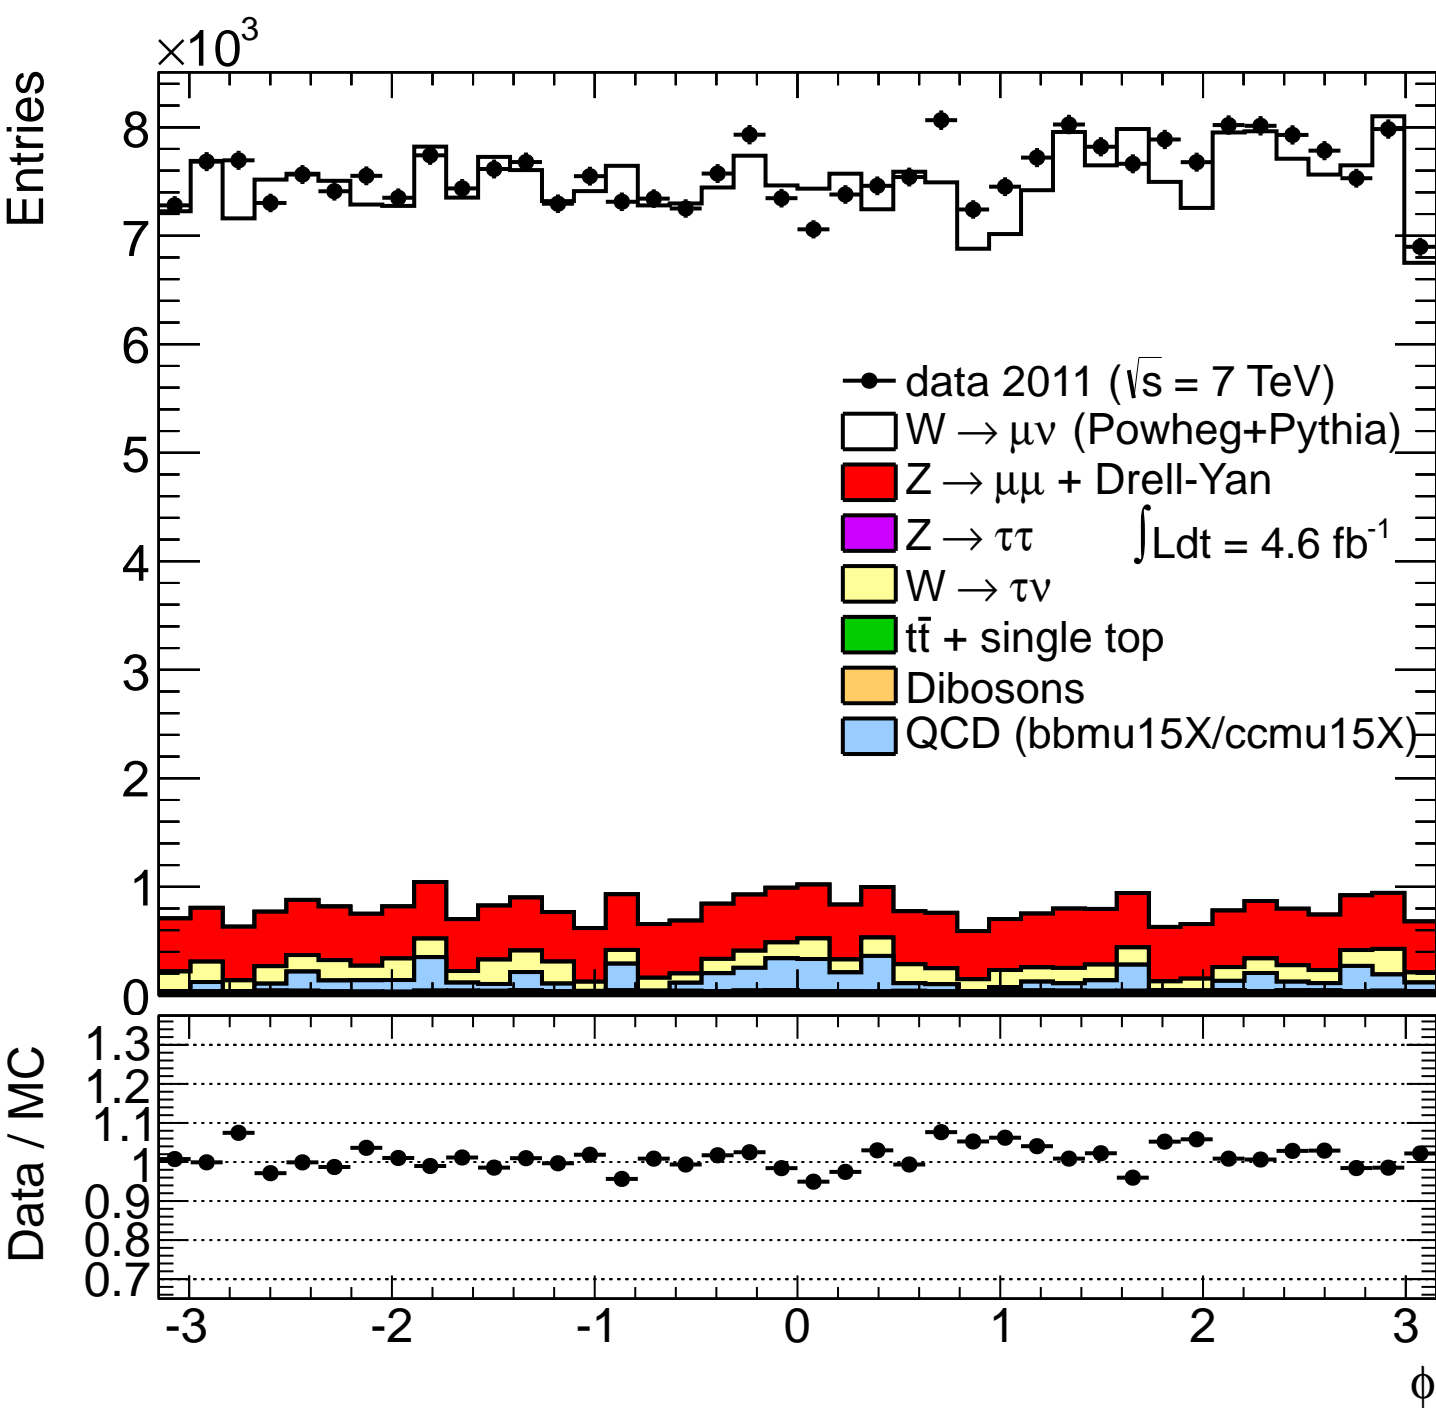 ×10³
Entries
8
7
6
5
4
3
2
1
0
data 2011 (√s = 7 TeV)
W → μν (Powheg+Pythia)
Z → μμ + Drell-Yan
Z → ττ
∫Ldt = 4.6 fb⁻¹
W → τν
tt̄ + single top
Dibosons
QCD (bbmu15X/ccmu15X)
Data / MC
1.3
1.2
1.1
1
0.9
0.8
0.7
-3 -2 -1 0 1 2 3
ϕ